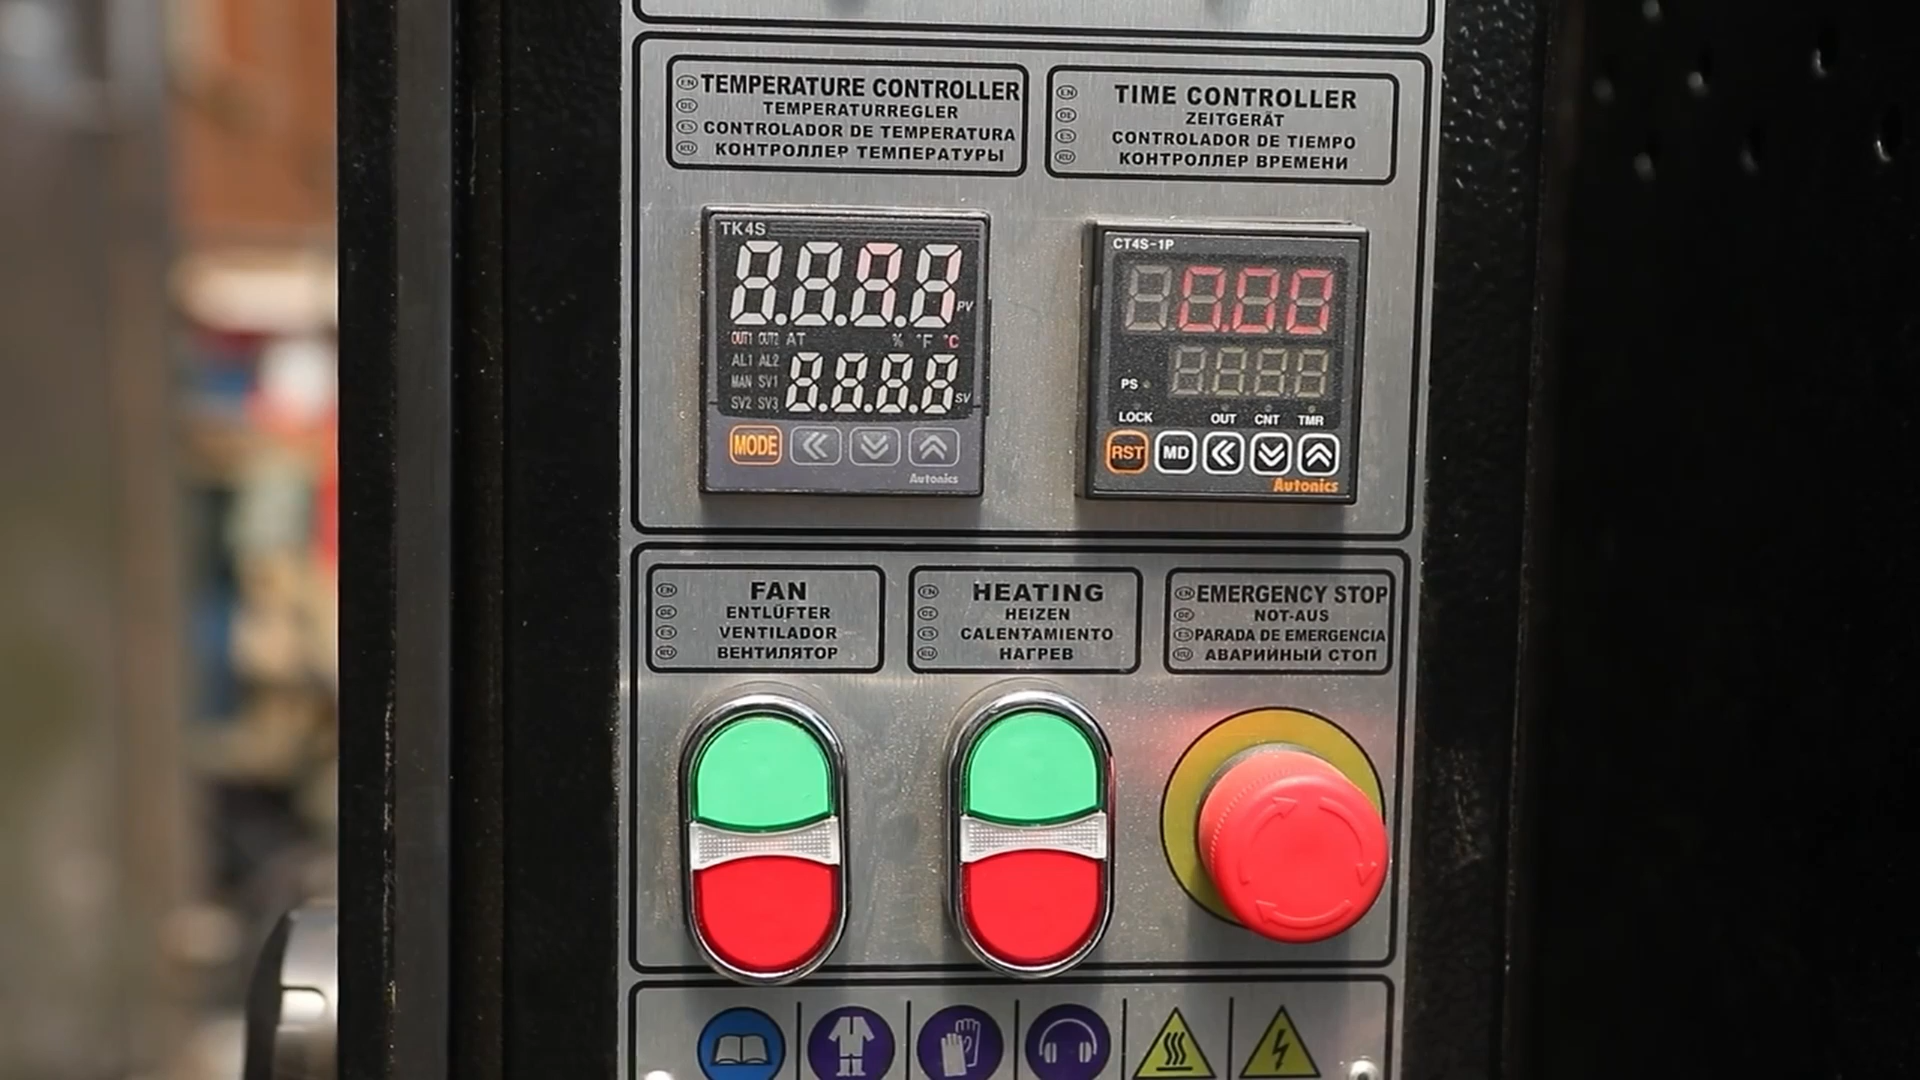 EN TEMPERATURE CONTROLLER
DE TEMPERATURREGLER
ES CONTROLADOR DE TEMPERATURA
RU КОНТРОЛЛЕР ТЕМПЕРАТУРЫ
EN TIME CONTROLLER
DE ZEITGERÄT
ES CONTROLADOR DE TIEMPO
RU КОНТРОЛЛЕР ВРЕМЕНИ
TK4S
PV
OUT1 OUT2 AT % °F °C
AL1 AL2
MAN SV1
SV2 SV3
SV
MODE
Autonics
CT4S-1P
0.00
PS
LOCK OUT CNT TMR
RST MD
Autonics
EN FAN
DE ENTLÜFTER
ES VENTILADOR
RU ВЕНТИЛЯТОР
EN HEATING
DE HEIZEN
ES CALENTAMIENTO
RU НАГРЕВ
EN EMERGENCY STOP
DE NOT-AUS
ES PARADA DE EMERGENCIA
RU АВАРИЙНЫЙ СТОП